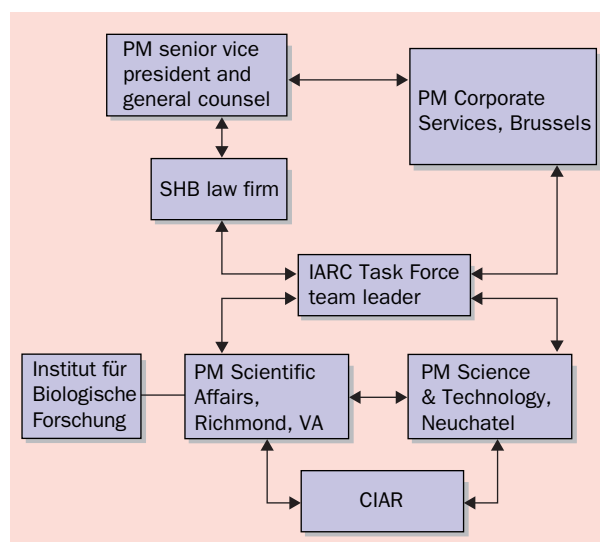 PM senior vice
president and
general counsel
PM Corporate
Services, Brussels
SHB law firm
IARC Task Force
team leader
Institut für
Biologische
Forschung
PM Scientific
Affairs,
Richmond, VA
PM Science
& Technology,
Neuchatel
CIAR